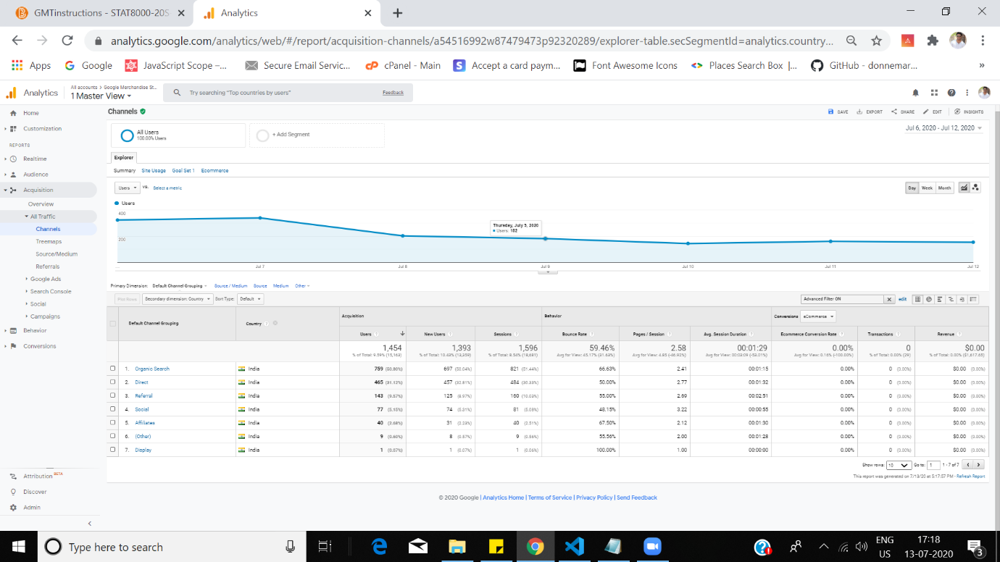 GMTinstructions - STAT8000-20S
Analytics
analytics.google.com/analytics/web/#/report/acquisition-channels/a54516992w87479473p92320289/explorer-table.secSegmentId=analytics.country...
Apps Google JavaScript Scope –... Secure Email Servic... cPanel - Main Accept a card paym... Font Awesome Icons Places Search Box |... GitHub - donnemar... »
Analytics
All accounts > Google Merchandise St...
1 Master View
Try searching "Top countries by users" Feedback
Home
Customization
REPORTS
Realtime
Audience
Acquisition
Overview
All Traffic
Channels
Treemaps
Source/Medium
Referrals
Google Ads
Search Console
Social
Campaigns
Behavior
Conversions
Attribution BETA
Discover
Admin
Channels
SAVE EXPORT SHARE EDIT INSIGHTS
All Users
100.00% Users
+ Add Segment
Jul 6, 2020 - Jul 12, 2020
Explorer
Summary Site Usage Goal Set 1 Ecommerce
Users VS. Select a metric
Day Week Month
Users
400
200
Thursday, July 9, 2020
Users: 182
... Jul 7 Jul 8 Jul 9 Jul 10 Jul 11 Jul 12
Primary Dimension: Default Channel Grouping Source / Medium Source Medium Other
Plot Rows Secondary dimension: Country Sort Type: Default Advanced Filter ON edit
Default Channel Grouping Country Acquisition Behavior Conversions eCommerce
Users New Users Sessions Bounce Rate Pages / Session Avg. Session Duration Ecommerce Conversion Rate Transactions Revenue
1,454 1,393 1,596 59.46% 2.58 00:01:29 0.00% 0 $0.00
% of Total: 9.59% (15,163) % of Total: 10.43% (13,359) % of Total: 8.54% (18,681) Avg for View: 45.17% (31.63%) Avg for View: 4.85 (-46.92%) Avg for View: 00:03:09 (-53.01%) Avg for View: 0.16% (-100.00%) % of Total: 0.00% (29) % of Total: 0.00% ($1,617.65)
1. Organic Search India 759 (50.80%) 697 (50.04%) 821 (51.44%) 66.63% 2.41 00:01:15 0.00% 0 (0.00%) $0.00 (0.00%)
2. Direct India 465 (31.12%) 457 (32.81%) 484 (30.33%) 50.00% 2.77 00:01:32 0.00% 0 (0.00%) $0.00 (0.00%)
3. Referral India 143 (9.57%) 125 (8.97%) 160 (10.03%) 55.00% 2.69 00:02:51 0.00% 0 (0.00%) $0.00 (0.00%)
4. Social India 77 (5.15%) 74 (5.31%) 81 (5.08%) 48.15% 3.22 00:00:55 0.00% 0 (0.00%) $0.00 (0.00%)
5. Affiliates India 40 (2.68%) 31 (2.23%) 40 (2.51%) 67.50% 2.12 00:01:30 0.00% 0 (0.00%) $0.00 (0.00%)
6. (Other) India 9 (0.60%) 8 (0.57%) 9 (0.56%) 55.56% 2.00 00:01:28 0.00% 0 (0.00%) $0.00 (0.00%)
7. Display India 1 (0.07%) 1 (0.07%) 1 (0.06%) 100.00% 1.00 00:00:00 0.00% 0 (0.00%) $0.00 (0.00%)
Show rows: 10 Go to: 1 1 - 7 of 7
This report was generated on 7/13/20 at 5:17:57 PM - Refresh Report
© 2020 Google | Analytics Home | Terms of Service | Privacy Policy | Send Feedback
Type here to search
ENG
US
17:18
13-07-2020
3